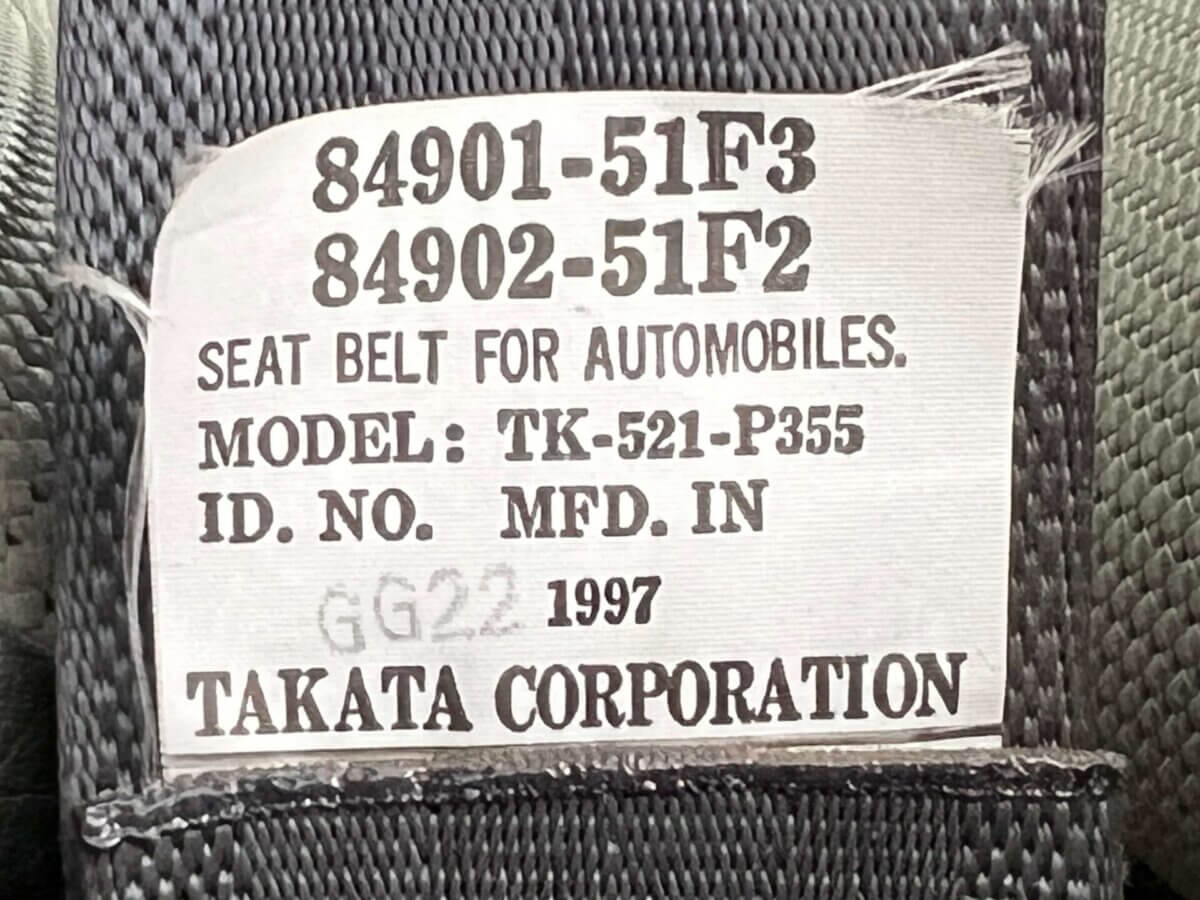 84901-51F3
84902-51F2
SEAT BELT FOR AUTOMOBILES.
MODEL: TK-521-P355
ID. NO. MFD. IN
GG22 1997
TAKATA CORPORATION